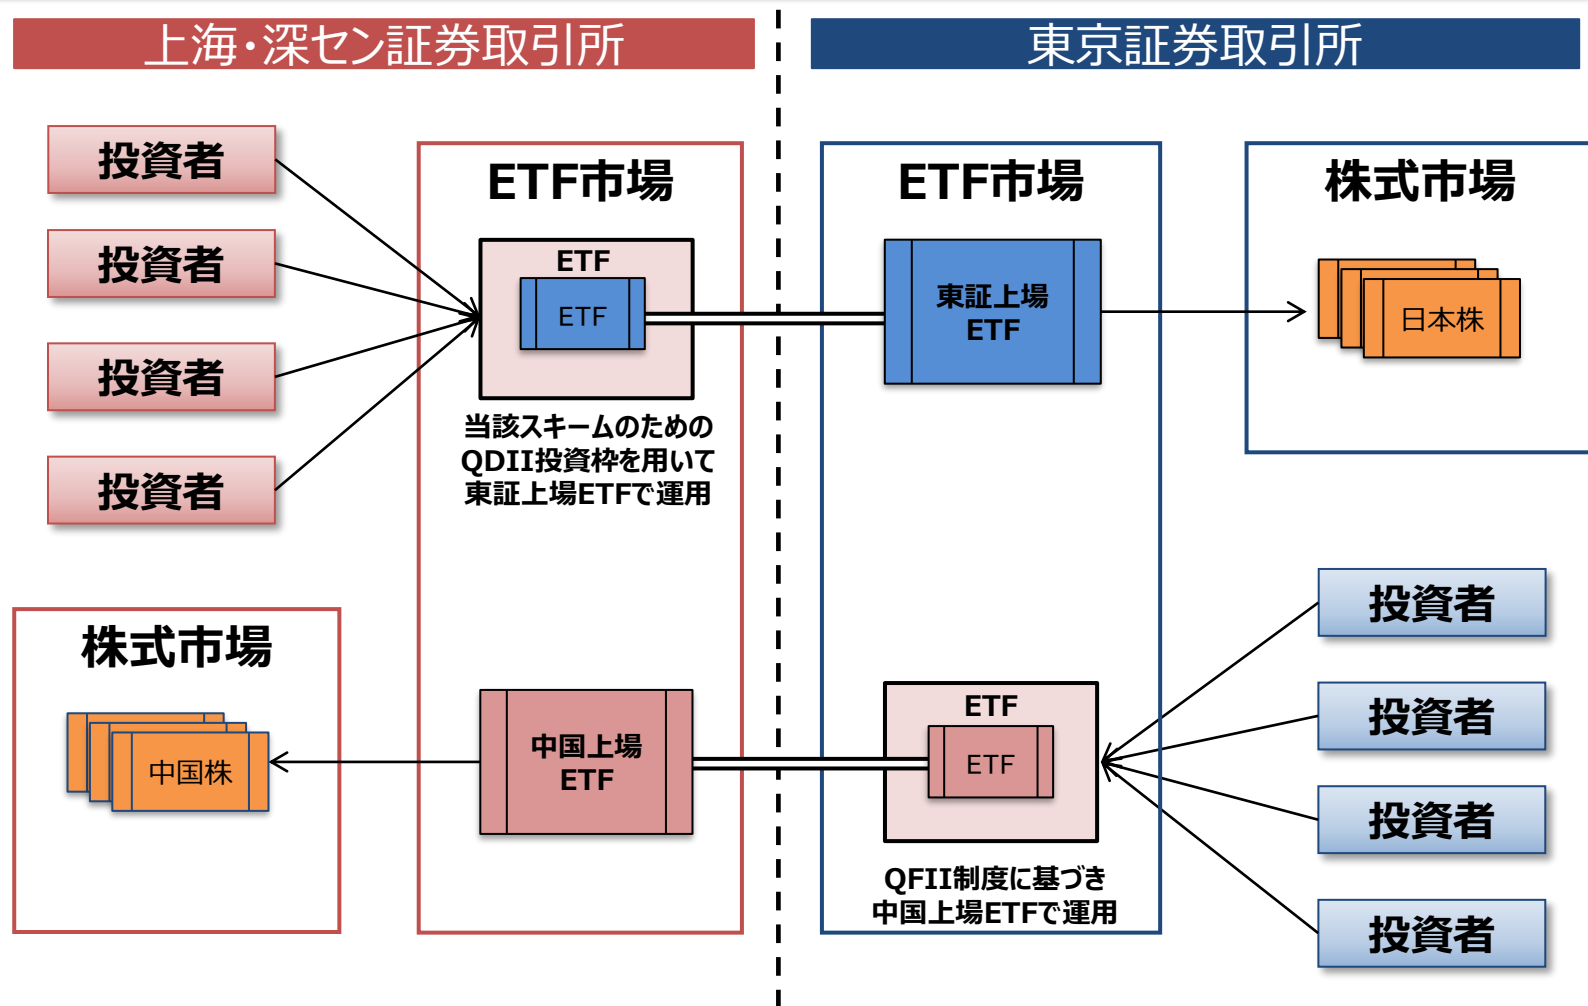 上海・深セン証券取引所
投資者
投資者
投資者
投資者
ETF市場
ETF
ETF
当該スキームのための
QDII投資枠を用いて
東証上場ETFで運用
株式市場
中国株
中国上場
ETF
東京証券取引所
ETF市場
東証上場
ETF
株式市場
日本株
ETF
ETF
QFII制度に基づき
中国上場ETFで運用
投資者
投資者
投資者
投資者